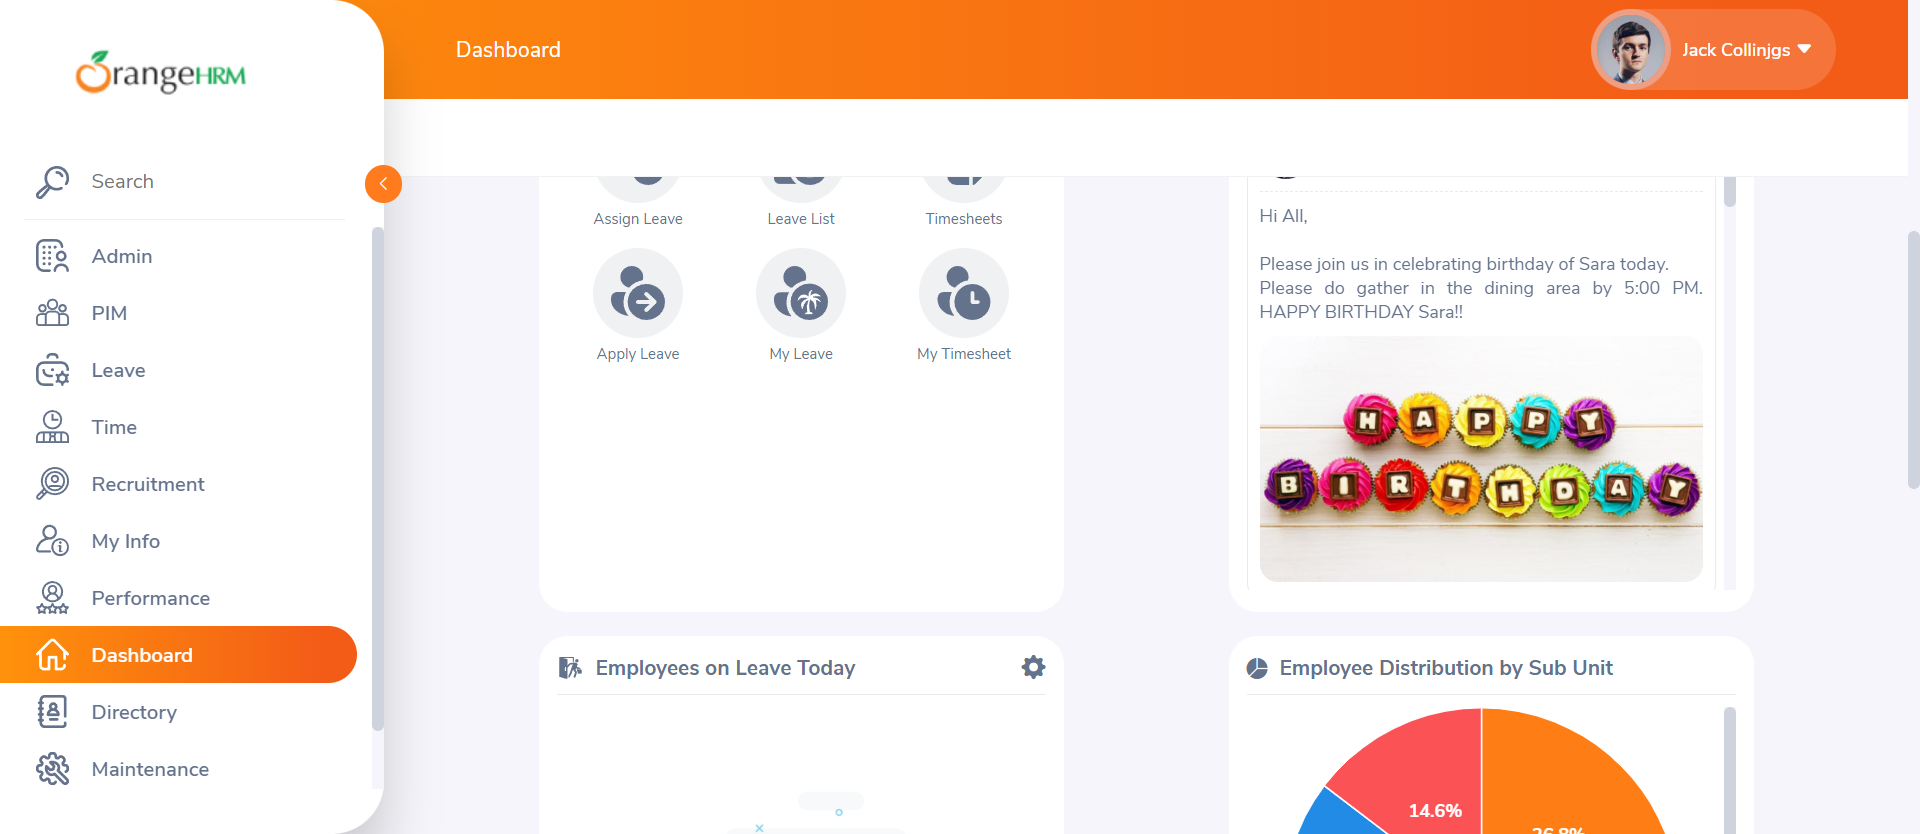 OrangeHRM
Dashboard
Jack Collinjgs
Search
Admin
PIM
Leave
Time
Recruitment
My Info
Performance
Dashboard
Directory
Maintenance
Assign Leave
Leave List
Timesheets
Apply Leave
My Leave
My Timesheet
Hi All,
Please join us in celebrating birthday of Sara today.
Please do gather in the dining area by 5:00 PM.
HAPPY BIRTHDAY Sara!!
HAPPY
BIRTHDAY
Employees on Leave Today
Employee Distribution by Sub Unit
14.6%
26.8%